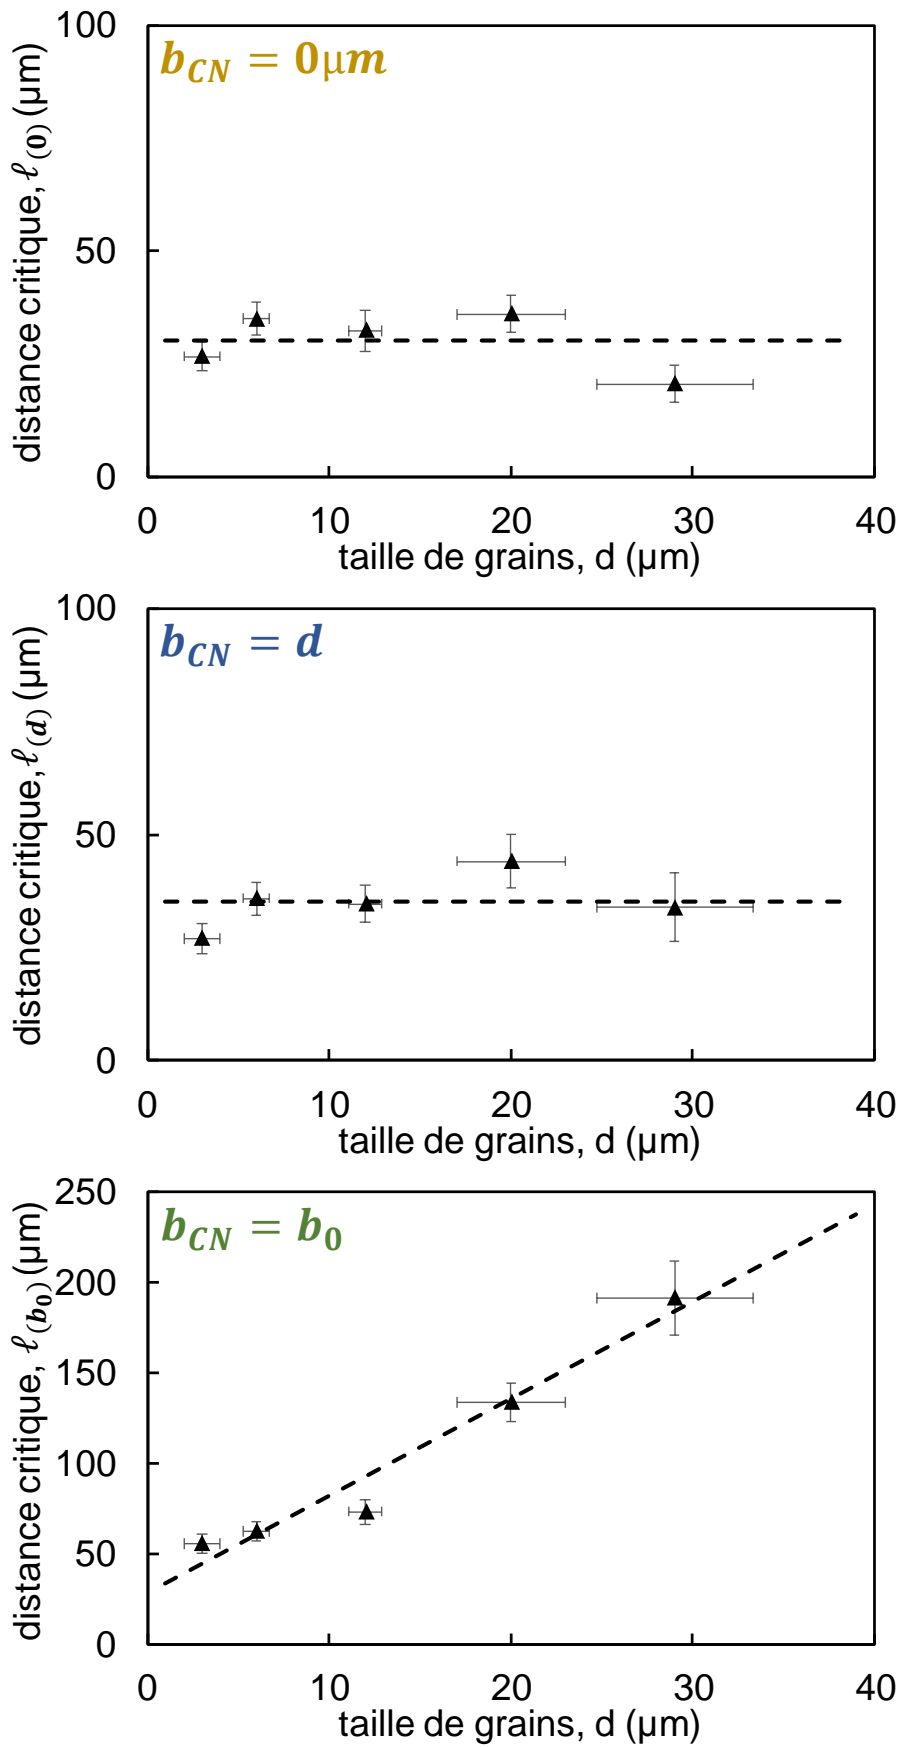 100
50
0
distance critique, ℓ(0) (µm)
b_CN = 0µm
0 10 20 30 40
taille de grains, d (µm)
100
50
0
distance critique, ℓ(d) (µm)
b_CN = d
0 10 20 30 40
taille de grains, d (µm)
250
200
150
100
50
0
distance critique, ℓ(b₀) (µm)
b_CN = b₀
0 10 20 30 40
taille de grains, d (µm)